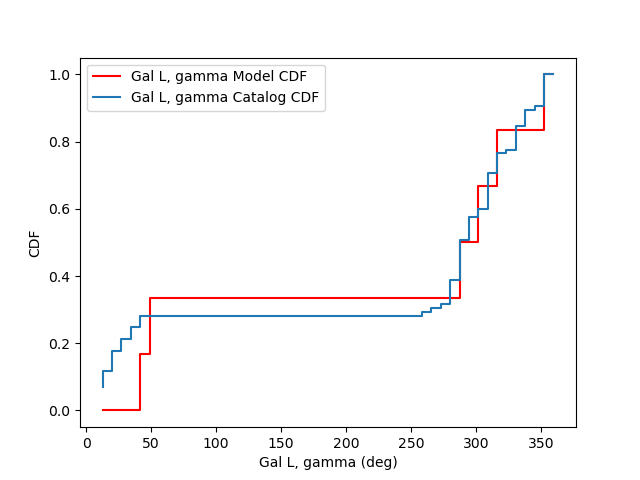 Gal L, gamma Model CDF
Gal L, gamma Catalog CDF
1.0
0.8
0.6
0.4
0.2
0.0
CDF
0 50 100 150 200 250 300 350
Gal L, gamma (deg)